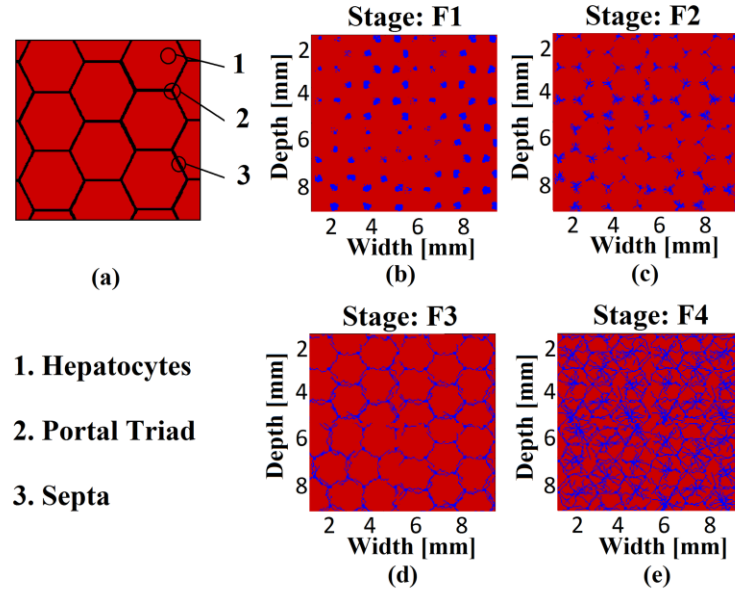 1
2
3
(a)
Stage: F1
Depth [mm]
2
4
6
8
2 4 6 8
Width [mm]
(b)
Stage: F2
Depth [mm]
2
4
6
8
2 4 6 8
Width [mm]
(c)
1. Hepatocytes
2. Portal Triad
3. Septa
Stage: F3
Depth [mm]
2
4
6
8
2 4 6 8
Width [mm]
(d)
Stage: F4
Depth [mm]
2
4
6
8
2 4 6 8
Width [mm]
(e)